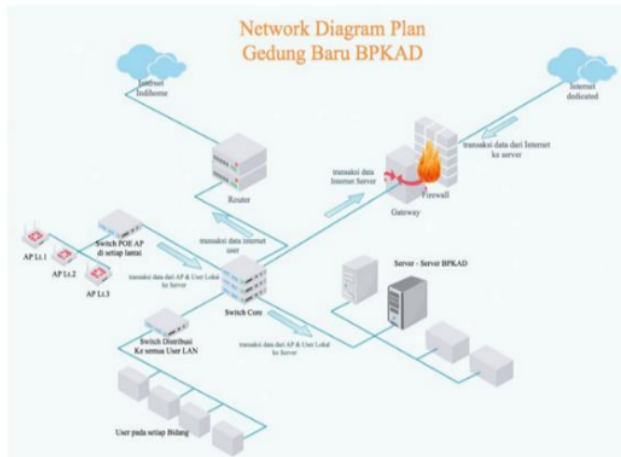 Network Diagram Plan
Gedung Baru BPKAD
Internet
Indihome
Internet
dedicated
transaksi data dari Internet
ke server
Firewall
transaksi data
Internet Server
Gateway
Router
transaksi data internet
user
Switch POE AP
di setiap lantai
AP Lt.1
AP Lt.2
AP Lt.3
transaksi data dari AP & User Lokal
ke Server
Switch Core
Server - Server BPKAD
Switch Distribusi
Ke semua User LAN
transaksi data dari AP & User Lokal
ke Server
User pada setiap Bidang